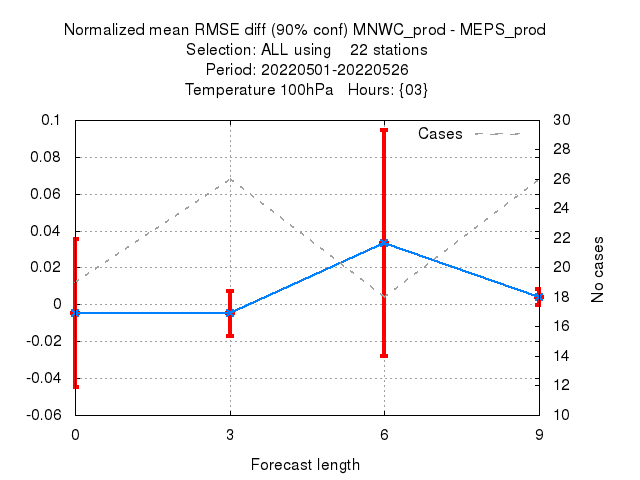 Normalized mean RMSE diff (90% conf) MNWC_prod - MEPS_prod
Selection: ALL using    22 stations
Period: 20220501-20220526
Temperature 100hPa   Hours: {03}
Cases
0.1
0.08
0.06
0.04
0.02
0
-0.02
-0.04
-0.06
30
28
26
24
22
20
18
16
14
12
10
No cases
0 3 6 9
Forecast length